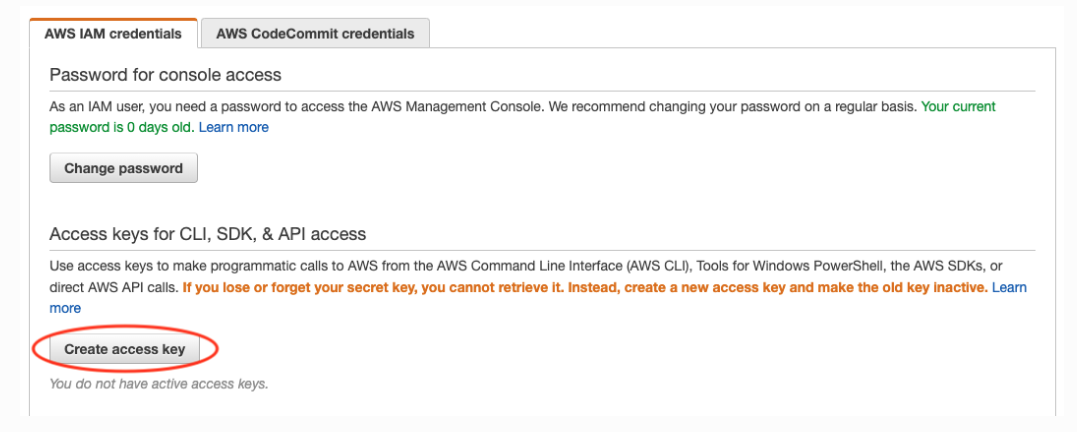 AWS IAM credentials
AWS CodeCommit credentials
Password for console access
As an IAM user, you need a password to access the AWS Management Console. We recommend changing your password on a regular basis. Your current
password is 0 days old. Learn more
Change password
Access keys for CLI, SDK, & API access
Use access keys to make programmatic calls to AWS from the AWS Command Line Interface (AWS CLI), Tools for Windows PowerShell, the AWS SDKs, or
direct AWS API calls. If you lose or forget your secret key, you cannot retrieve it. Instead, create a new access key and make the old key inactive. Learn
more
Create access key
You do not have active access keys.